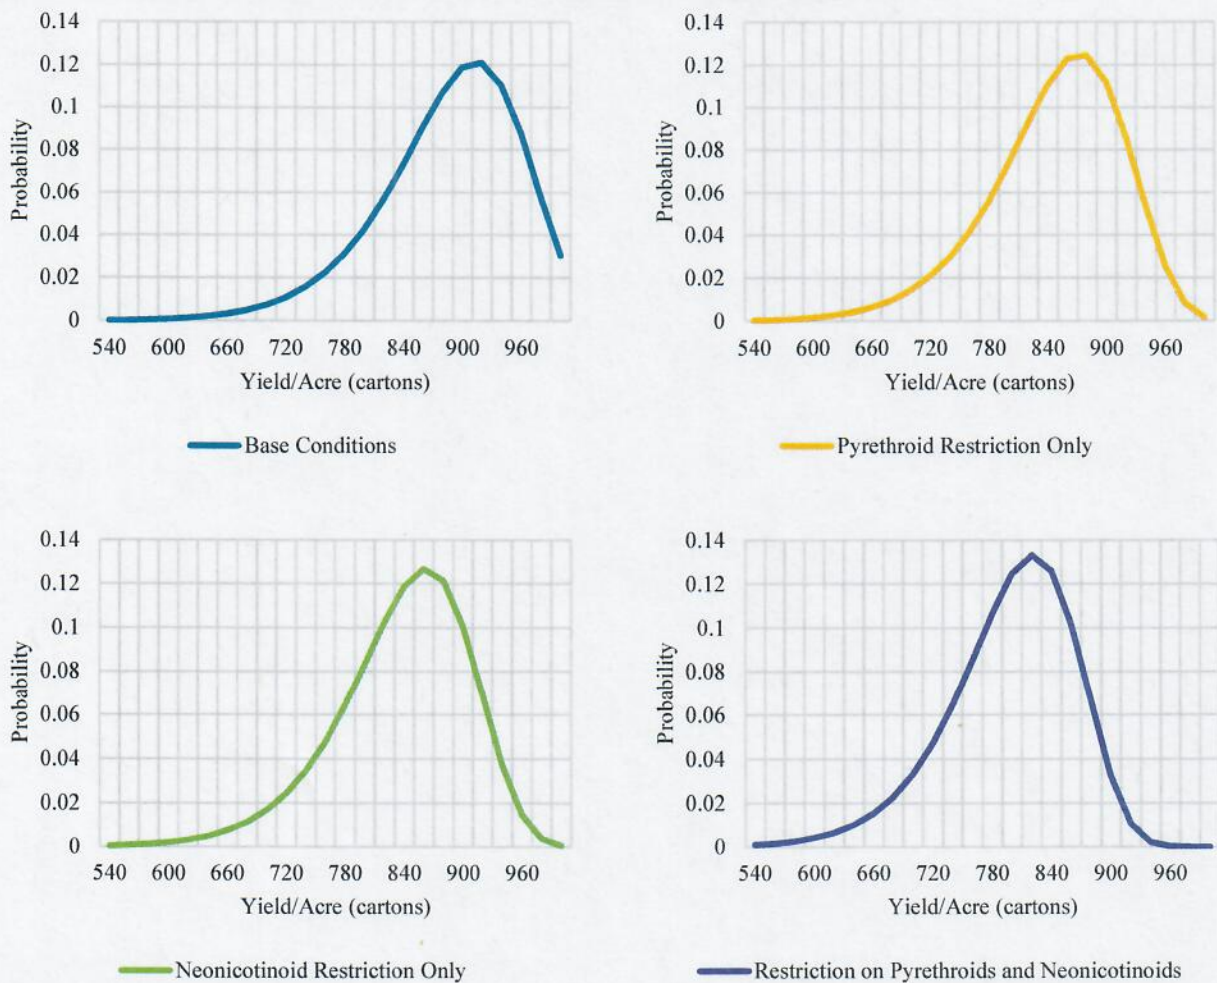 0.14
0.12
0.1
0.08
0.06
0.04
0.02
0
Probability
540 600 660 720 780 840 900 960
Yield/Acre (cartons)
Base Conditions
0.14
0.12
0.1
0.08
0.06
0.04
0.02
0
Probability
540 600 660 720 780 840 900 960
Yield/Acre (cartons)
Pyrethroid Restriction Only
0.14
0.12
0.1
0.08
0.06
0.04
0.02
0
Probability
540 600 660 720 780 840 900 960
Yield/Acre (cartons)
Neonicotinoid Restriction Only
0.14
0.12
0.1
0.08
0.06
0.04
0.02
0
Probability
540 600 660 720 780 840 900 960
Yield/Acre (cartons)
Restriction on Pyrethroids and Neonicotinoids